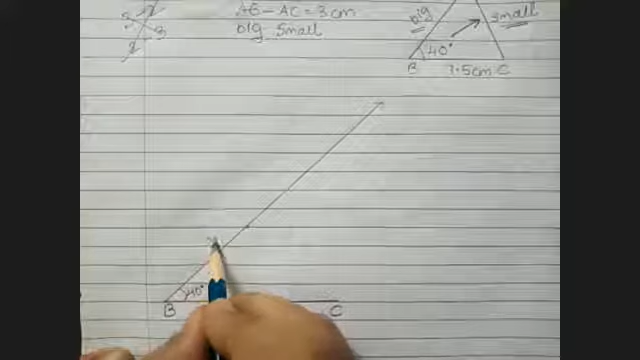 AB - AC = 3 cm
big small
big
small
40°
B 7.5cm C
40°
B
C